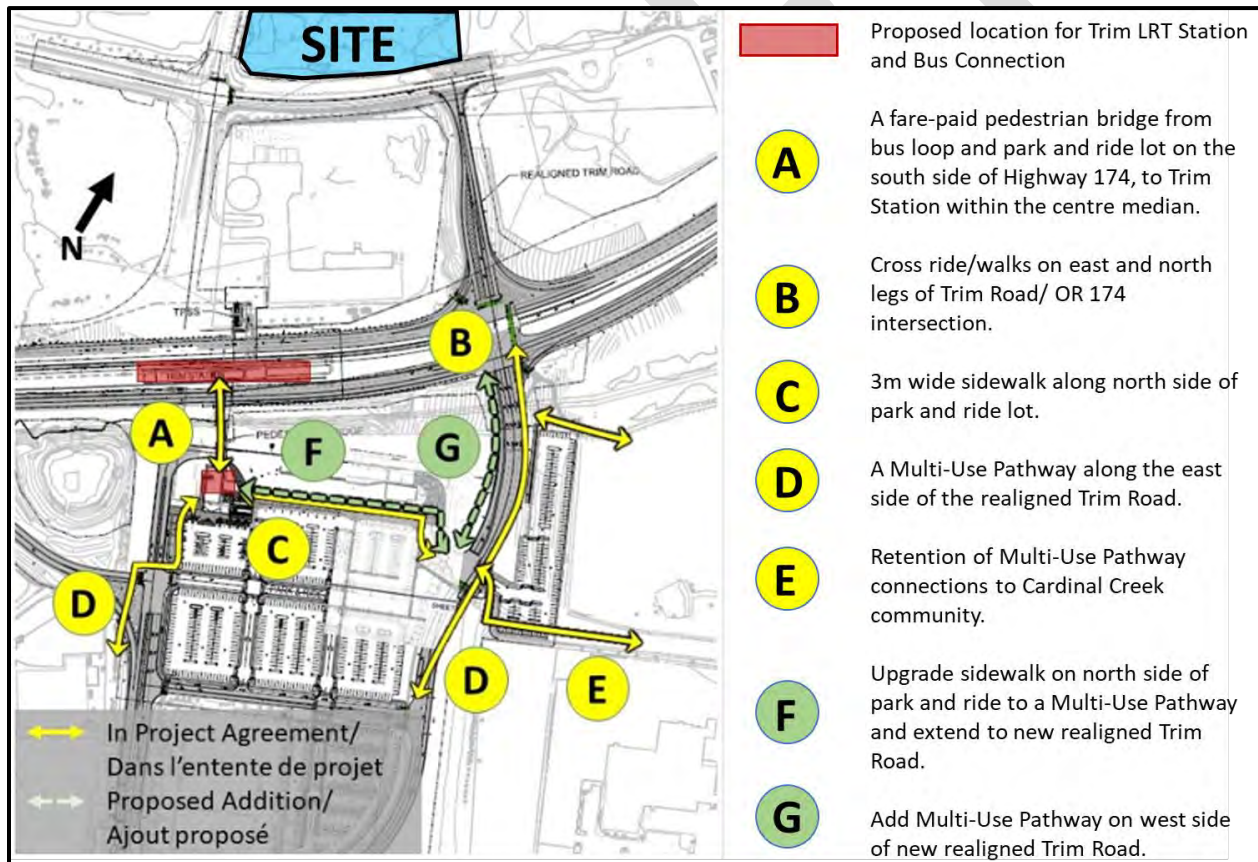 SITE
N
REALIGNED TRIM ROAD
TPSS
B
A
F
G
C
D
D
E
In Project Agreement/
Dans l'entente de projet
Proposed Addition/
Ajout proposé
Proposed location for Trim LRT Station
and Bus Connection
A
A fare-paid pedestrian bridge from
bus loop and park and ride lot on the
south side of Highway 174, to Trim
Station within the centre median.
B
Cross ride/walks on east and north
legs of Trim Road/ OR 174
intersection.
C
3m wide sidewalk along north side of
park and ride lot.
D
A Multi-Use Pathway along the east
side of the realigned Trim Road.
E
Retention of Multi-Use Pathway
connections to Cardinal Creek
community.
F
Upgrade sidewalk on north side of
park and ride to a Multi-Use Pathway
and extend to new realigned Trim
Road.
G
Add Multi-Use Pathway on west side
of new realigned Trim Road.